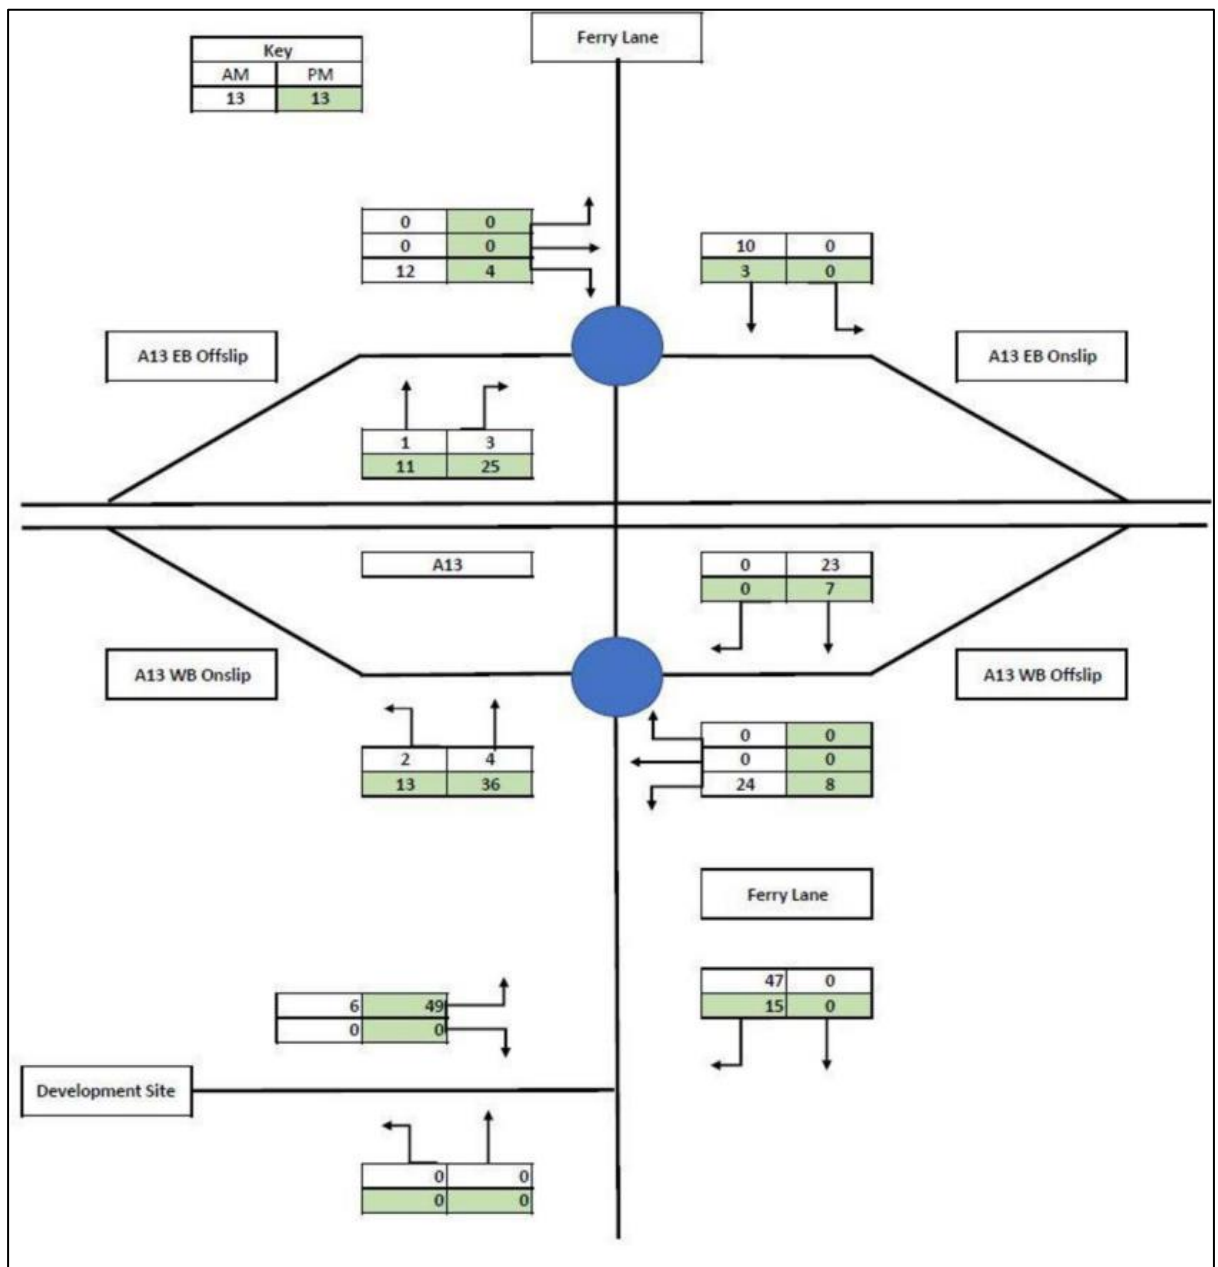 Ferry Lane
Key
AM PM
13 13
0 0
0 0
12 4
10 0
3 0
A13 EB Offslip
A13 EB Onslip
1 3
11 25
A13
0 23
0 7
A13 WB Onslip
A13 WB Offslip
2 4
13 36
0 0
0 0
24 8
Ferry Lane
47 0
15 0
6 49
0 0
Development Site
0 0
0 0